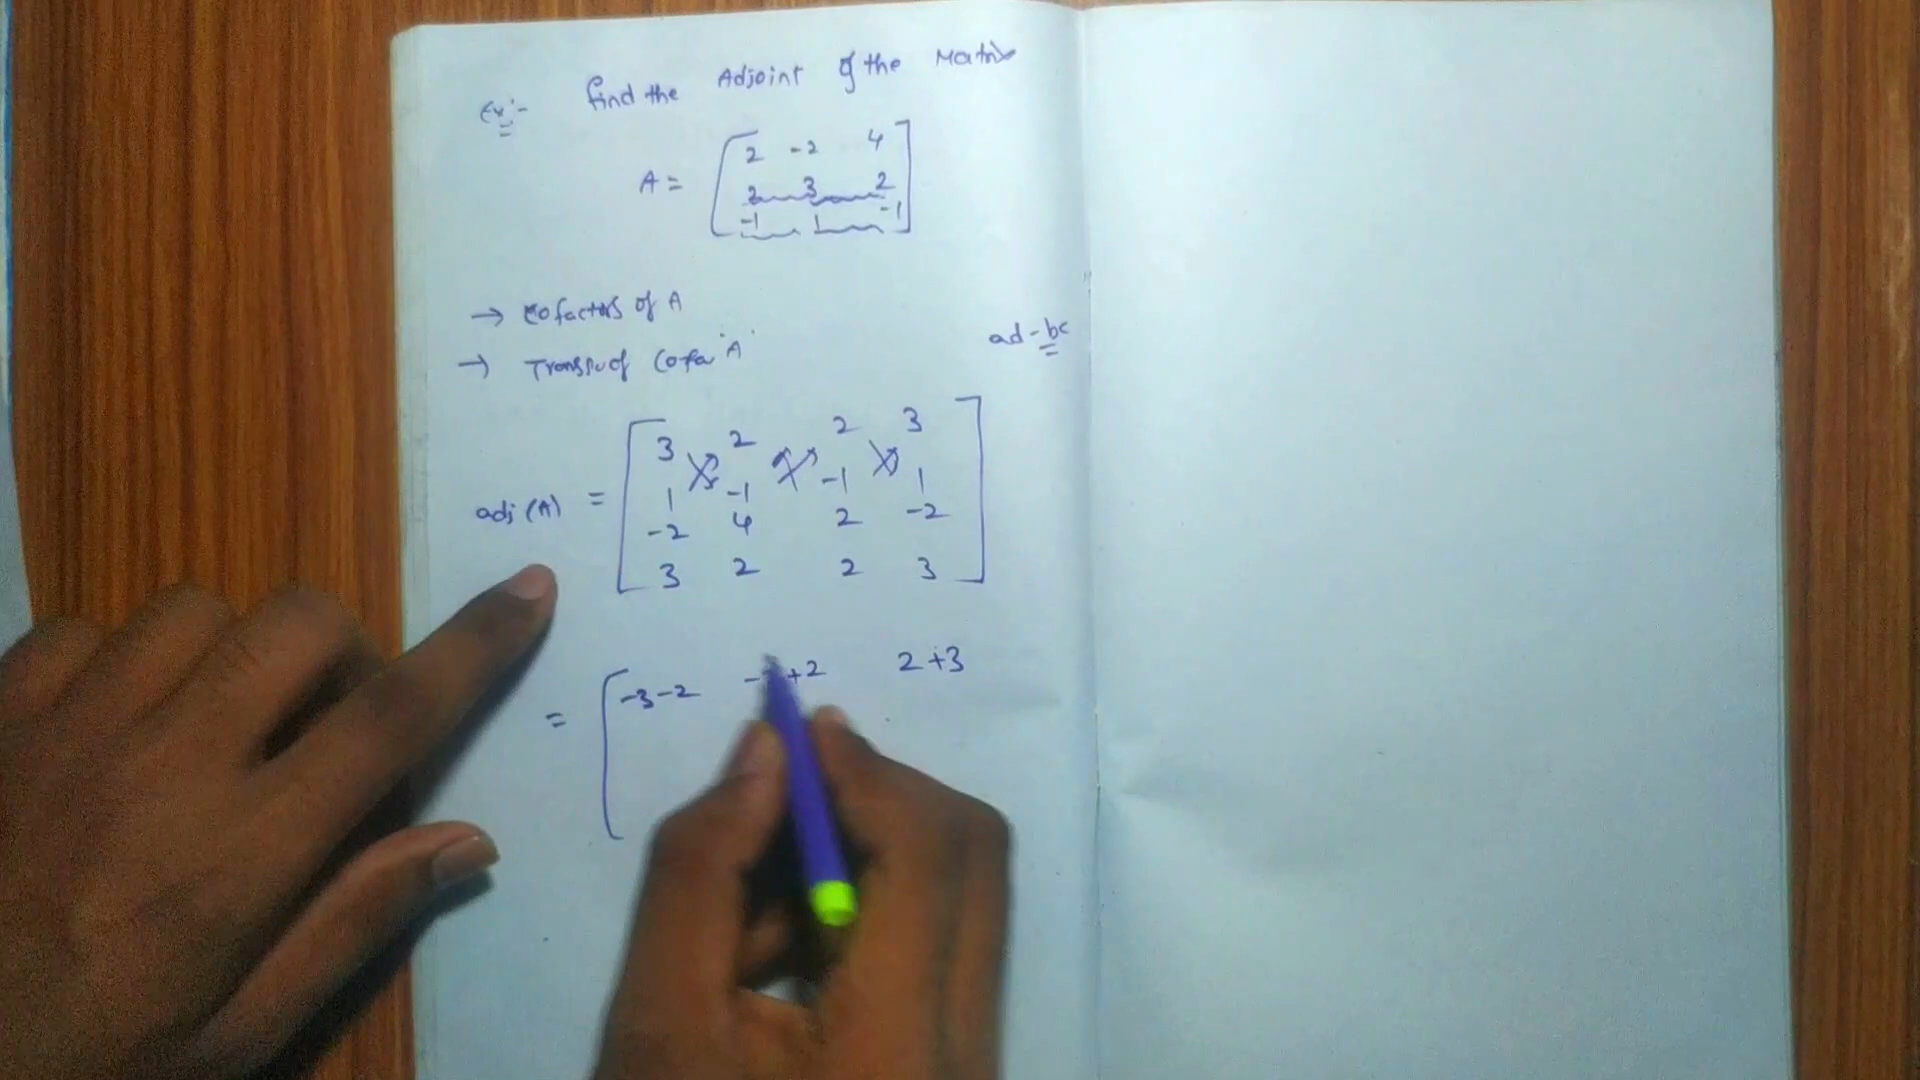 Ex:- find the Adjoint of the Matrix
A = [ 2 -2 4
2 3 2
-1 1 -1 ]
→ cofactors of A
→ of Cofa 'A'
ad - bc
adj (A) = [ 3 2 2 3
1 -1 -1 1
-2 4 2 -2
3 2 2 3 ]
= [ -3-2 +2 2+3